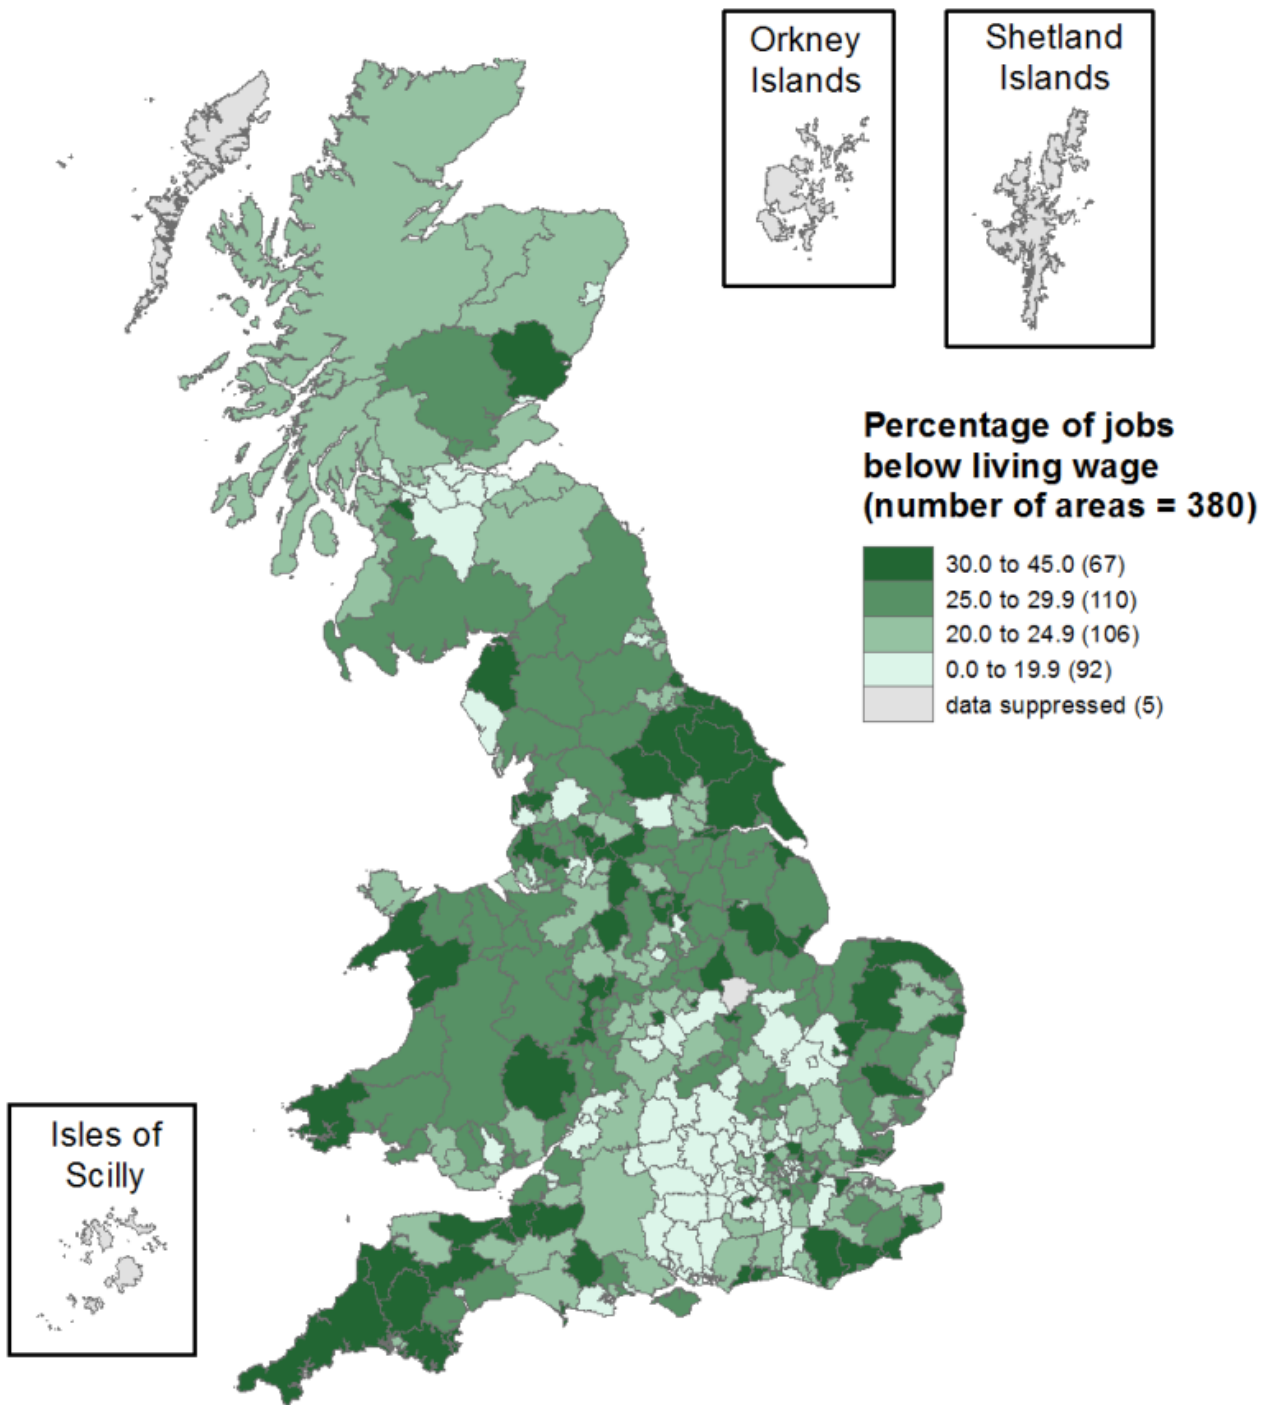 Orkney
Islands
Shetland
Islands
Percentage of jobs
below living wage
(number of areas = 380)
30.0 to 45.0 (67)
25.0 to 29.9 (110)
20.0 to 24.9 (106)
0.0 to 19.9 (92)
data suppressed (5)
Isles of
Scilly